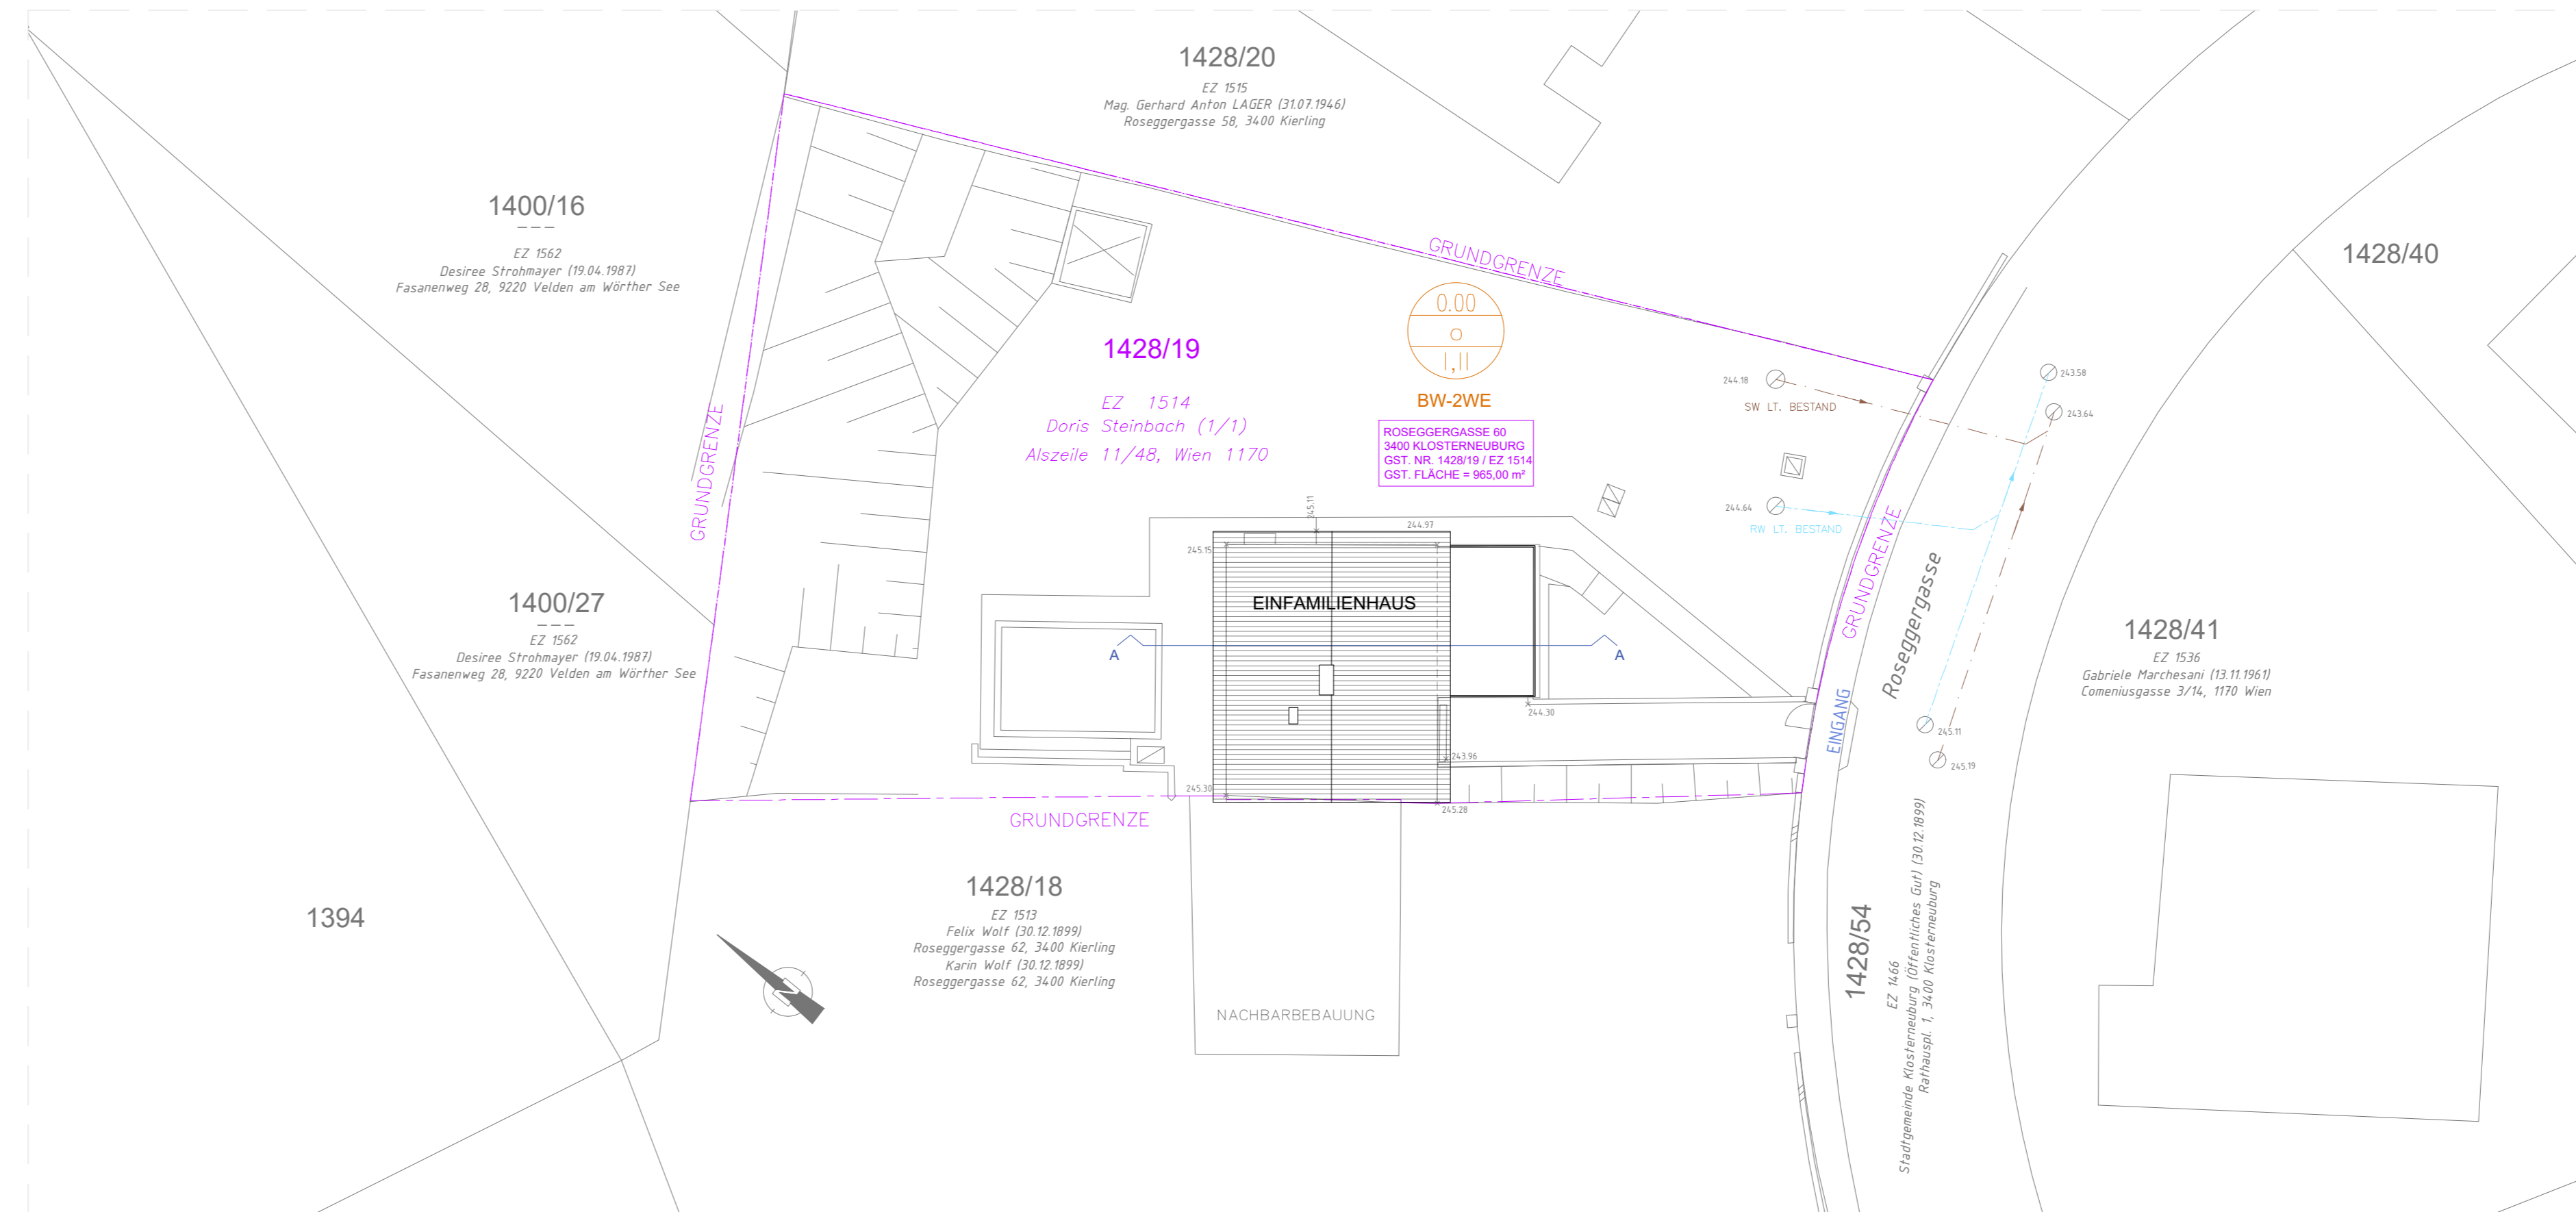 1428/20
EZ 1515
Mag. Gerhard Anton LAGER (31.07.1946)
Roseggergasse 58, 3400 Kierling
1400/16
---
EZ 1562
Desiree Strohmayer (19.04.1987)
Fasanenweg 28, 9220 Velden am Wörther See
GRUNDGRENZE
1428/40
0.00
o
I,II
BW-2WE
1428/19
EZ 1514
Doris Steinbach (1/1)
Alszeile 11/48, Wien 1170
ROSEGGERGASSE 60
3400 KLOSTERNEUBURG
GST. NR. 1428/19 / EZ 1514
GST. FLÄCHE = 965,00 m²
244.18
SW LT. BESTAND
243.58
243.64
244.64
RW LT. BESTAND
GRUNDGRENZE
GRUNDGRENZE
Roseggergasse
245.11
244.97
245.15
EINFAMILIENHAUS
A
A
1400/27
---
EZ 1562
Desiree Strohmayer (19.04.1987)
Fasanenweg 28, 9220 Velden am Wörther See
1428/41
EZ 1536
Gabriele Marchesani (13.11.1961)
Comeniusgasse 3/14, 1170 Wien
244.30
243.96
EINGANG
245.11
245.19
245.30
245.28
GRUNDGRENZE
1428/18
EZ 1513
Felix Wolf (30.12.1899)
Roseggergasse 62, 3400 Kierling
Karin Wolf (30.12.1899)
Roseggergasse 62, 3400 Kierling
1394
N
NACHBARBEBAUUNG
1428/54
EZ 1466
Stadtgemeinde Klosterneuburg (Öffentliches Gut) (30.12.1899)
Rathauspl. 1, 3400 Klosterneuburg